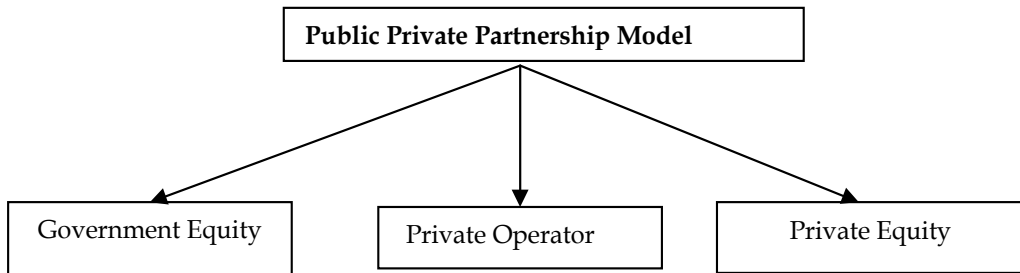 Public Private Partnership Model
Government Equity
Private Operator
Private Equity